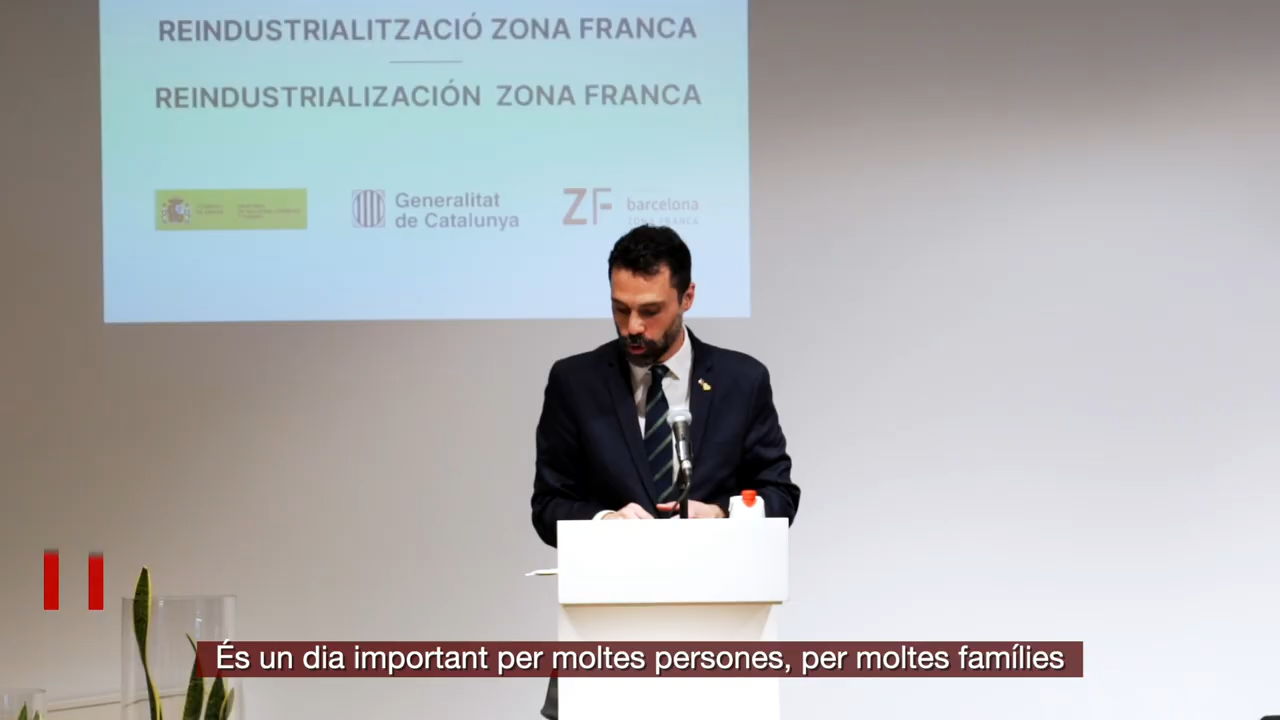 REINDUSTRIALITZACIÓ ZONA FRANCA
REINDUSTRIALIZACIÓN ZONA FRANCA
Generalitat
de Catalunya
ZF
barcelona
ZONA FRANCA
És un dia important per moltes persones, per moltes famílies